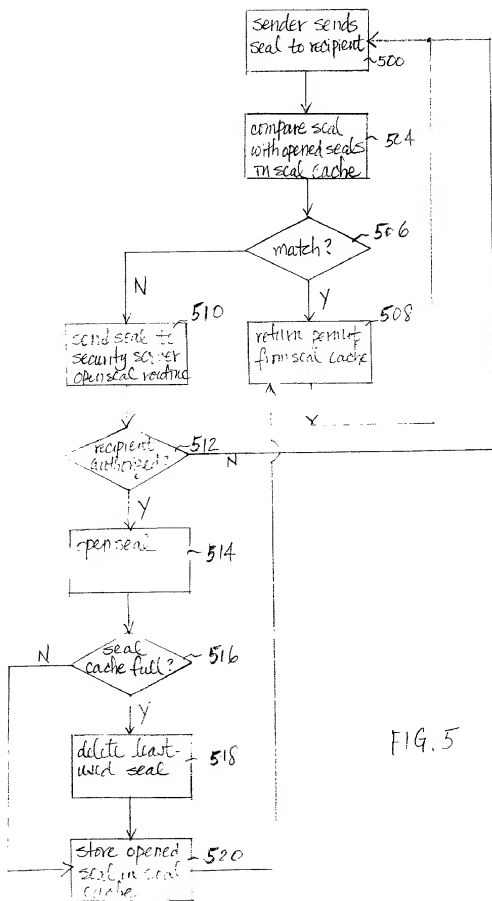 sender sends
seal to recipient
500
compare seal
with opened seals
in seal cache
504
match?
506
N
Y
510
send seal to
security server
open seal routine
508
return permit
from seal cache
recipient
authorized?
512
N
Y
open seal
514
seal
cache full?
516
N
Y
delete least-
used seal
518
store opened
seal in seal
cache
520
FIG. 5